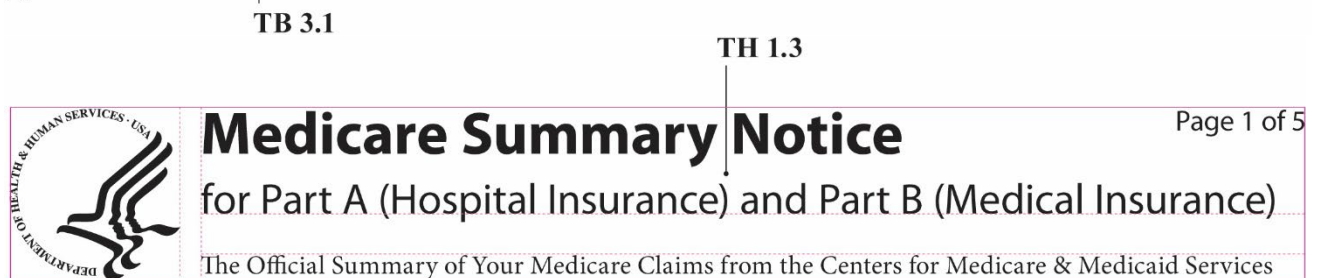 TB 3.1
TH 1.3
DEPARTMENT OF HEALTH & HUMAN SERVICES · USA
Medicare Summary Notice
Page 1 of 5
for Part A (Hospital Insurance) and Part B (Medical Insurance)
The Official Summary of Your Medicare Claims from the Centers for Medicare & Medicaid Services